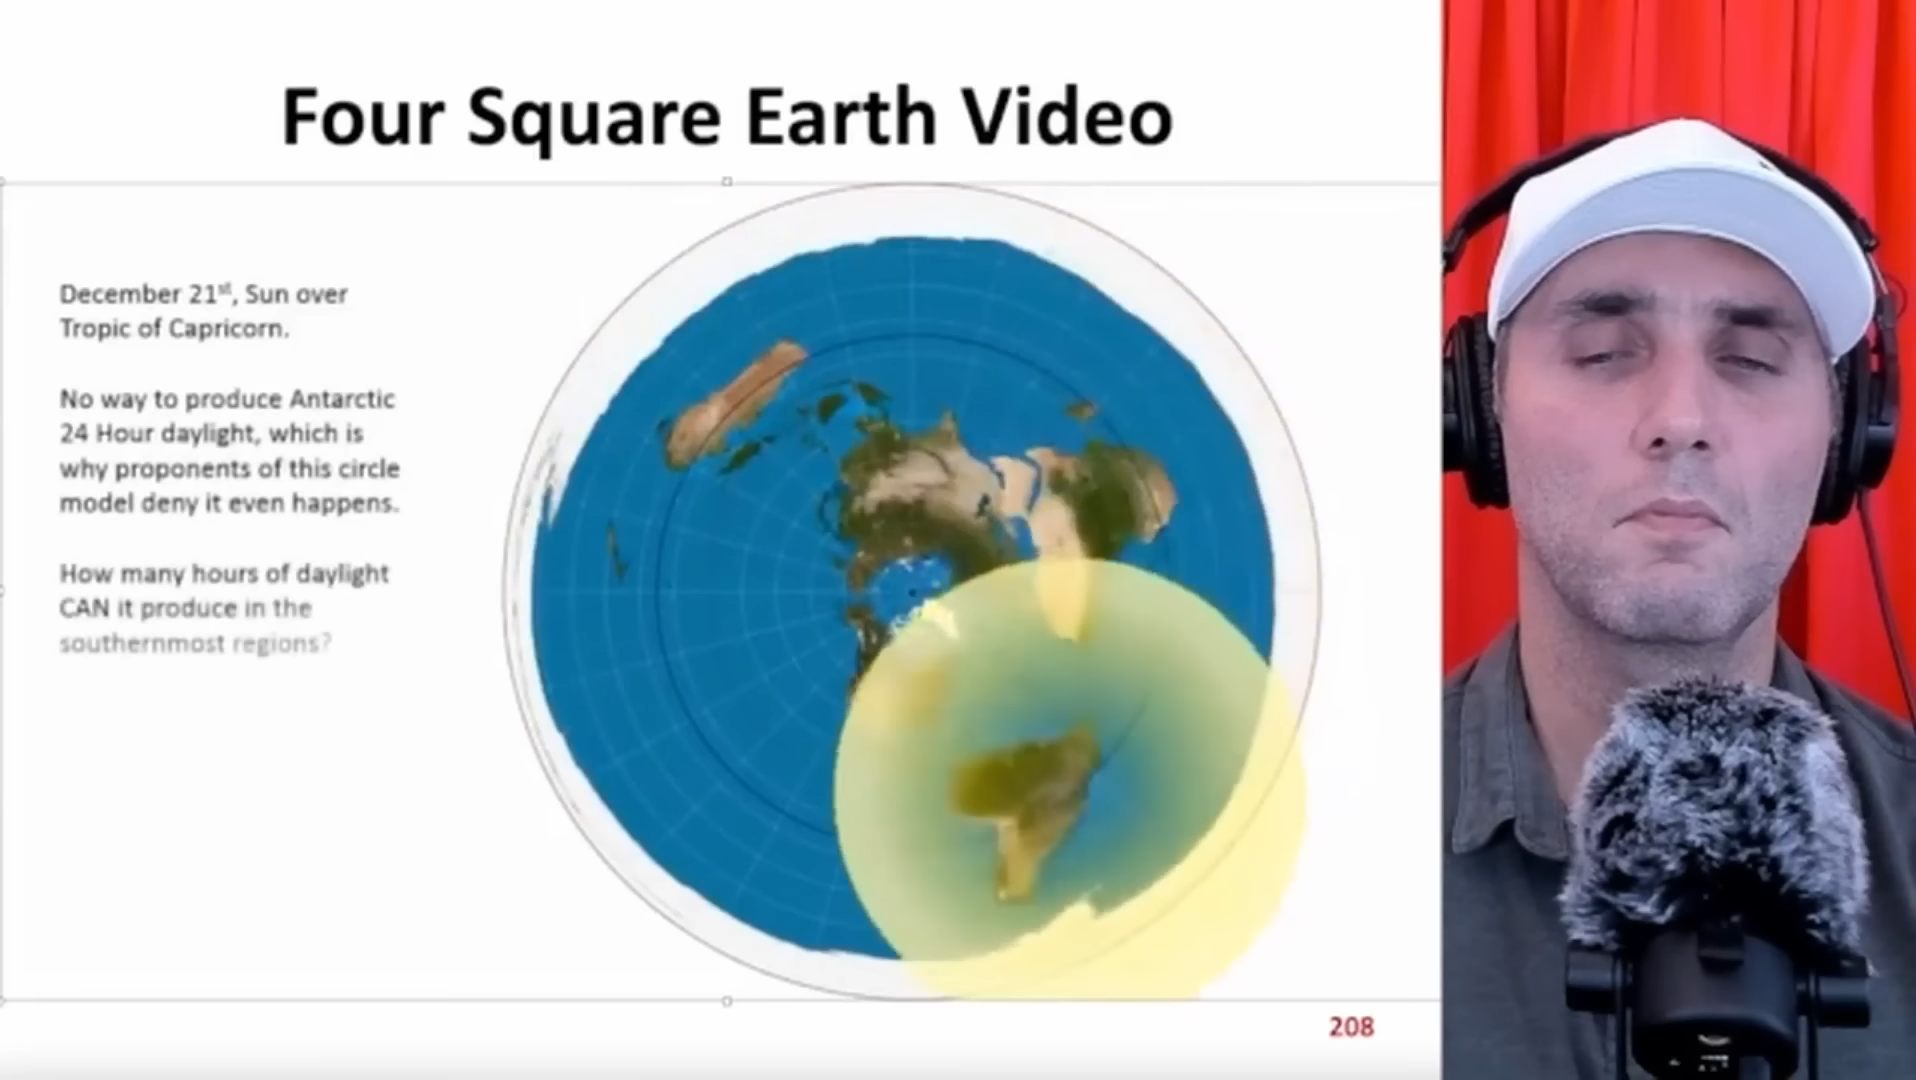 Four Square Earth Video
December 21st, Sun over
Tropic of Capricorn.
No way to produce Antarctic
24 Hour daylight, which is
why proponents of this circle
model deny it even happens.
How many hours of daylight
CAN it produce in the
southernmost regions?
208